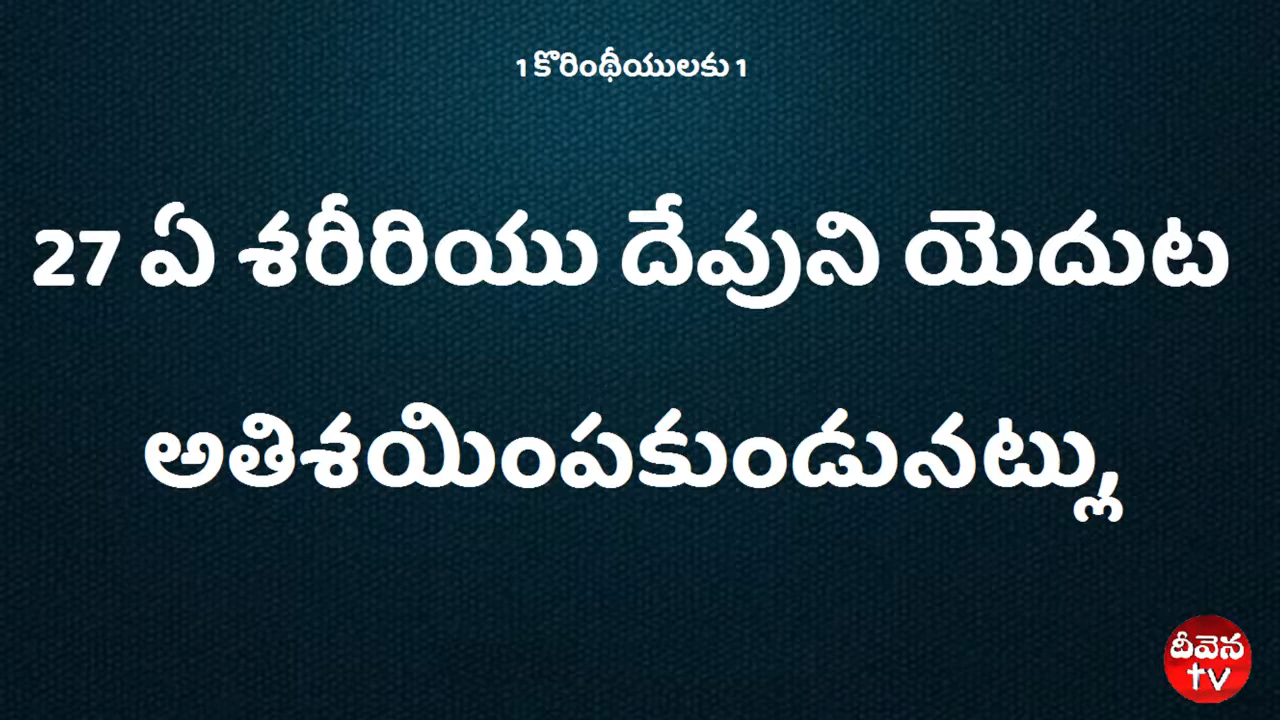 1 కొరింథీయులకు 1
27 ఏ శరీరియు దేవుని యెదుట
అతిశయింపకుండునట్లు,
దీవెన
tv